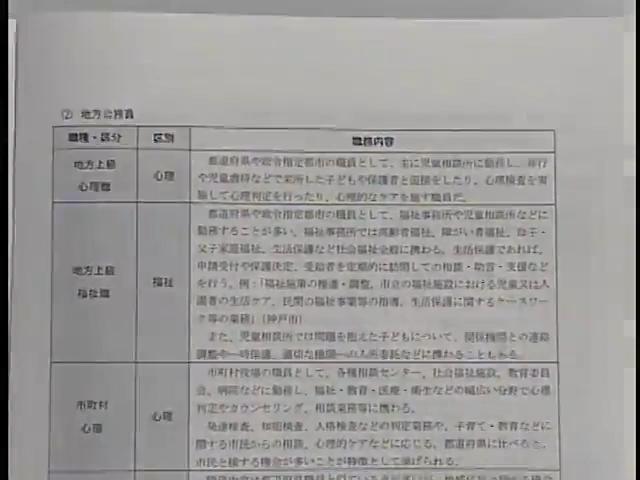 (2) 地方公務員
職種・区分 区別 職務内容
地方上級
心理職
心理
都道府県や政令指定都市の職員として、主に児童相談所に勤務し、非行
や児童虐待などで来所した子どもや保護者と面接をしたり、心理検査を実
施して心理判定を行ったり、心理的なケアを施す職員だ。
地方上級
福祉職
福祉
都道府県や政令指定都市の職員として、福祉事務所や児童相談所などに
勤務することが多い。福祉事務所では高齢者福祉、障がい者福祉、母子・
父子家庭福祉、生活保護など社会福祉全般に携わる。生活保護であれば、
申請受付や保護決定、受給者を定期的に訪問しての相談・助言・支援など
を行う。例:「福祉施策の推進・調整、市立の福祉施設における児童又は入
所者の生活ケア、民間の福祉事業等の指導、生活保護に関するケースワー
ク等の業務」(神戸市)
また、児童相談所では問題を抱えた子どもについて、関係機関との連絡
調整や一時保護、適切な機関への入所委託などに携わることもある。
市町村
心理
心理
市町村役場の職員として、各種相談センター、社会福祉施設、教育委員
会、病院などに勤務し、福祉・教育・医療・衛生などの幅広い分野で心理
判定やカウンセリング、相談業務等に携わる。
発達検査、知能検査、人格検査などの判定業務や、子育て・教育などに
関する市民からの相談、心理的ケアなどに応じる。都道府県に比べると、
市民と接する機会が多いことが特徴として挙げられる。